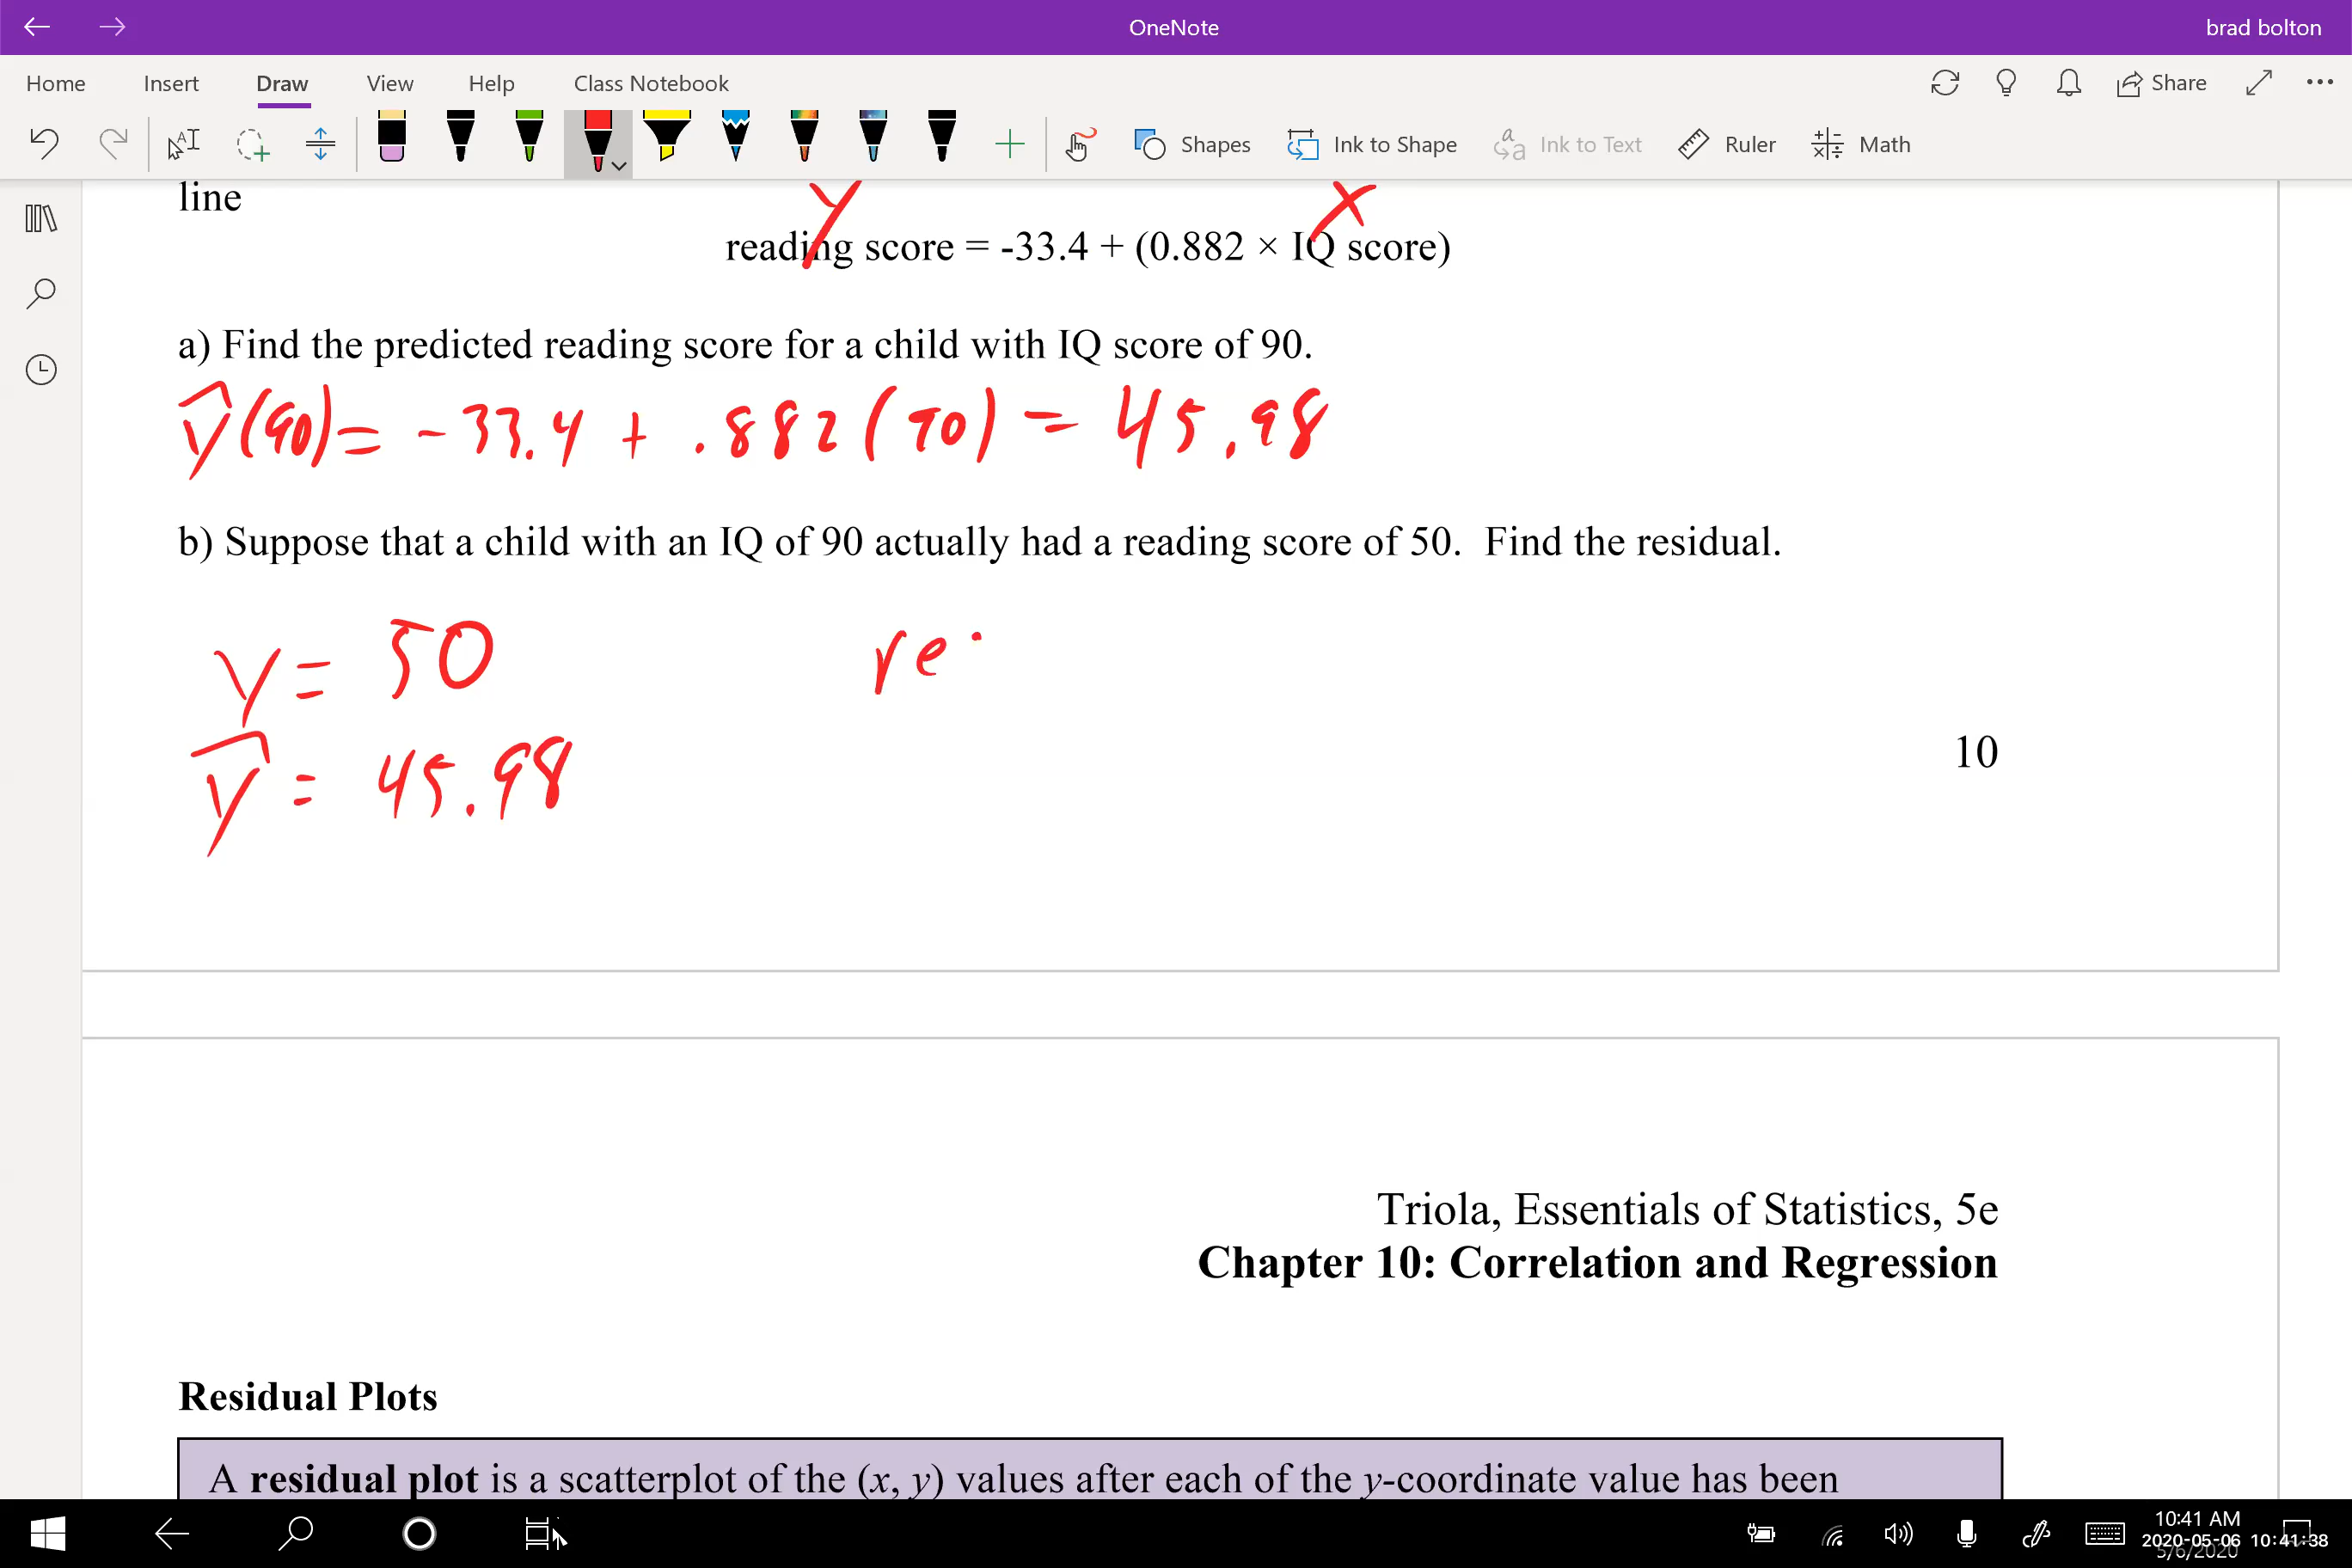 OneNote
brad bolton
Home Insert Draw View Help Class Notebook Share
Shapes Ink to Shape Ink to Text Ruler Math
line
y x
reading score = -33.4 + (0.882 × IQ score)
a) Find the predicted reading score for a child with IQ score of 90.
ŷ(90) = -33.4 + .882(90) = 45.98
b) Suppose that a child with an IQ of 90 actually had a reading score of 50. Find the residual.
y = 50 re
ŷ = 45.98
10
Triola, Essentials of Statistics, 5e
Chapter 10: Correlation and Regression
Residual Plots
A residual plot is a scatterplot of the (x, y) values after each of the y-coordinate value has been
10:41 AM
2020-05-06 10:41:38
5/6/2020